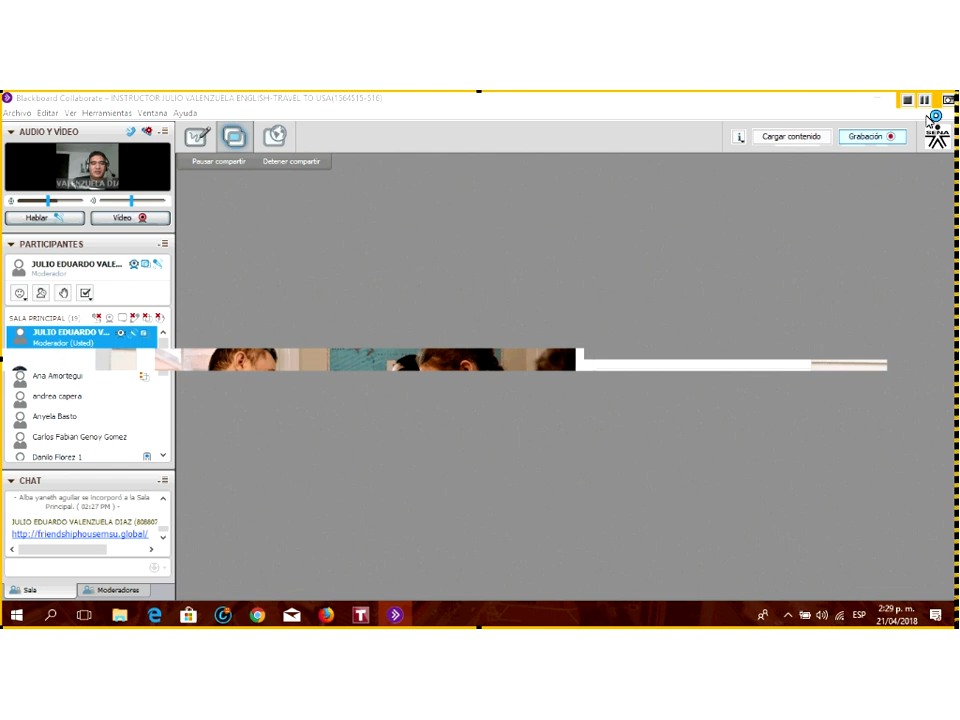 Blackboard Collaborate - INSTRUCTOR JULIO VALENZUELA ENGLISH-TRAVEL TO USA(1564515-516)
Archivo Editar Ver Herramientas Ventana Ayuda
AUDIO Y VÍDEO
VALENZUELA DIA
Hablar Vídeo
Pausar compartir Detener compartir
Cargar contenido Grabación
SENA
PARTICIPANTES
JULIO EDUARDO VALE...
Moderador
SALA PRINCIPAL (19)
JULIO EDUARDO V...
Moderador (Usted)
Ana Amortegui
andrea capera
Anyela Basto
Carlos Fabian Genoy Gomez
Danilo Florez 1
CHAT
- Alba yaneth aguilar se incorporó a la Sala
Principal. ( 02:27 PM ) -
JULIO EDUARDO VALENZUELA DIAZ (808807
http://friendshiphousemsu.global/
Sala Moderadores
ESP
2:29 p. m.
21/04/2018